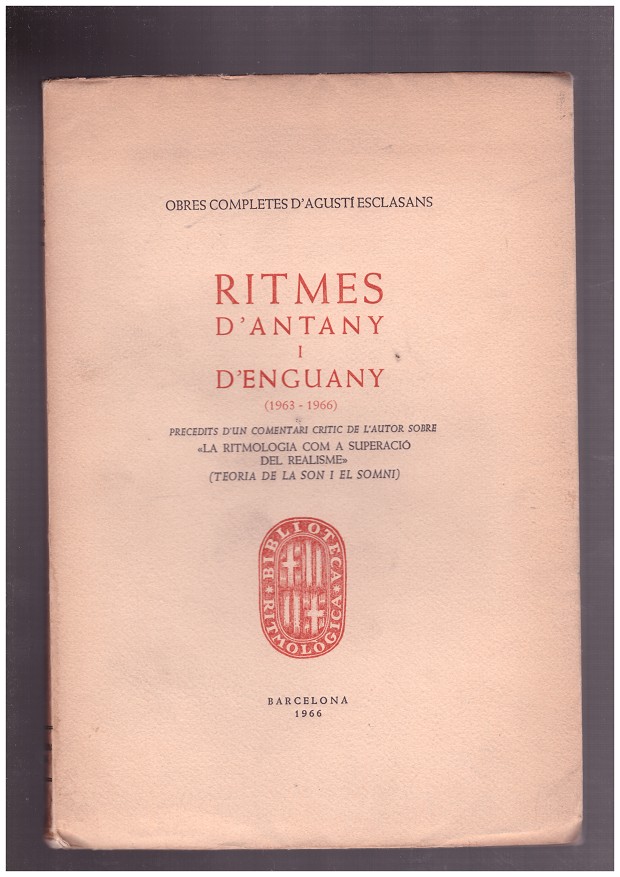 OBRES COMPLETES D'AGUSTÍ ESCLASANS
RITMES
D'ANTANY
I
D'ENGUANY
(1963 - 1966)
PRECEDITS D'UN COMENTARI CRITIC DE L'AUTOR SOBRE
«LA RITMOLOGIA COM A SUPERACIÓ
DEL REALISME»
(TEORIA DE LA SON I EL SOMNI)
BIBLIOTECA
RITMOLÒGICA
BARCELONA
1966